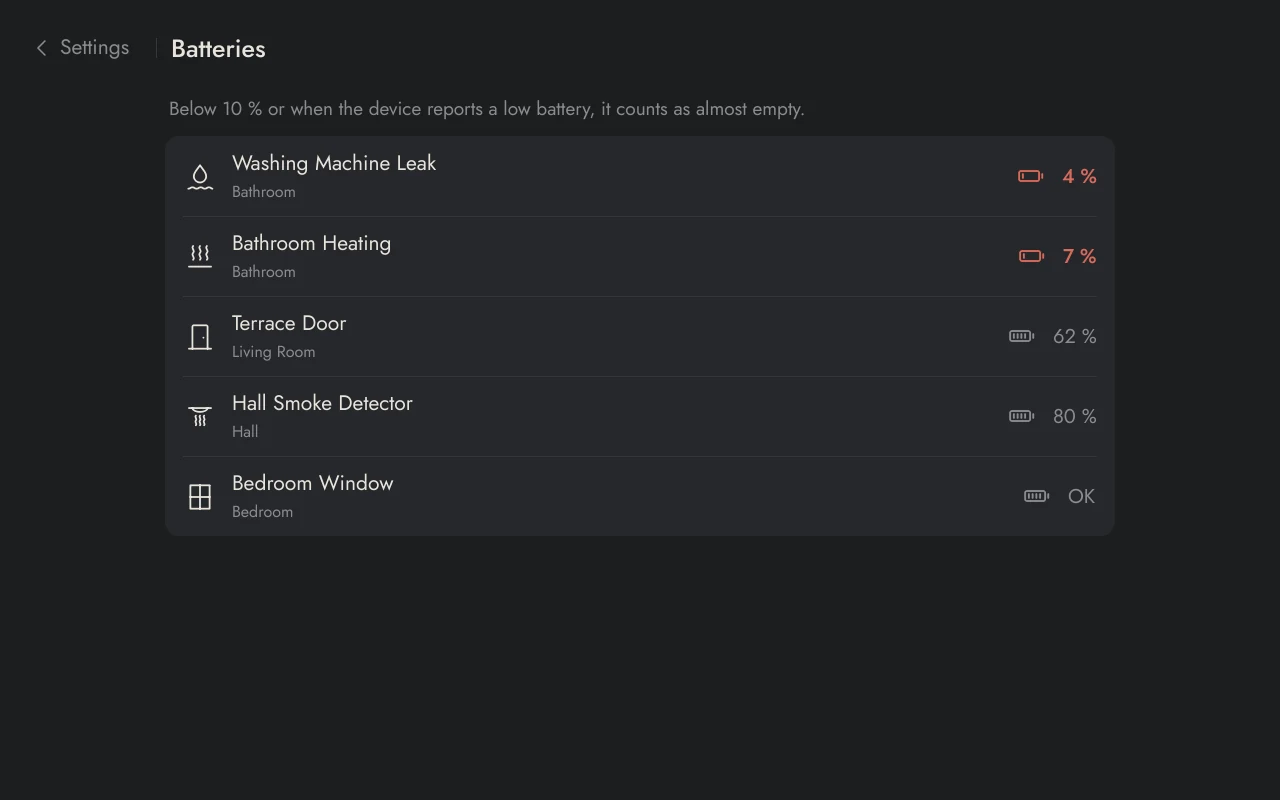 Settings
Batteries
Below 10 % or when the device reports a low battery, it counts as almost empty.
Washing Machine Leak
Bathroom
4 %
Bathroom Heating
Bathroom
7 %
Terrace Door
Living Room
62 %
Hall Smoke Detector
Hall
80 %
Bedroom Window
Bedroom
OK